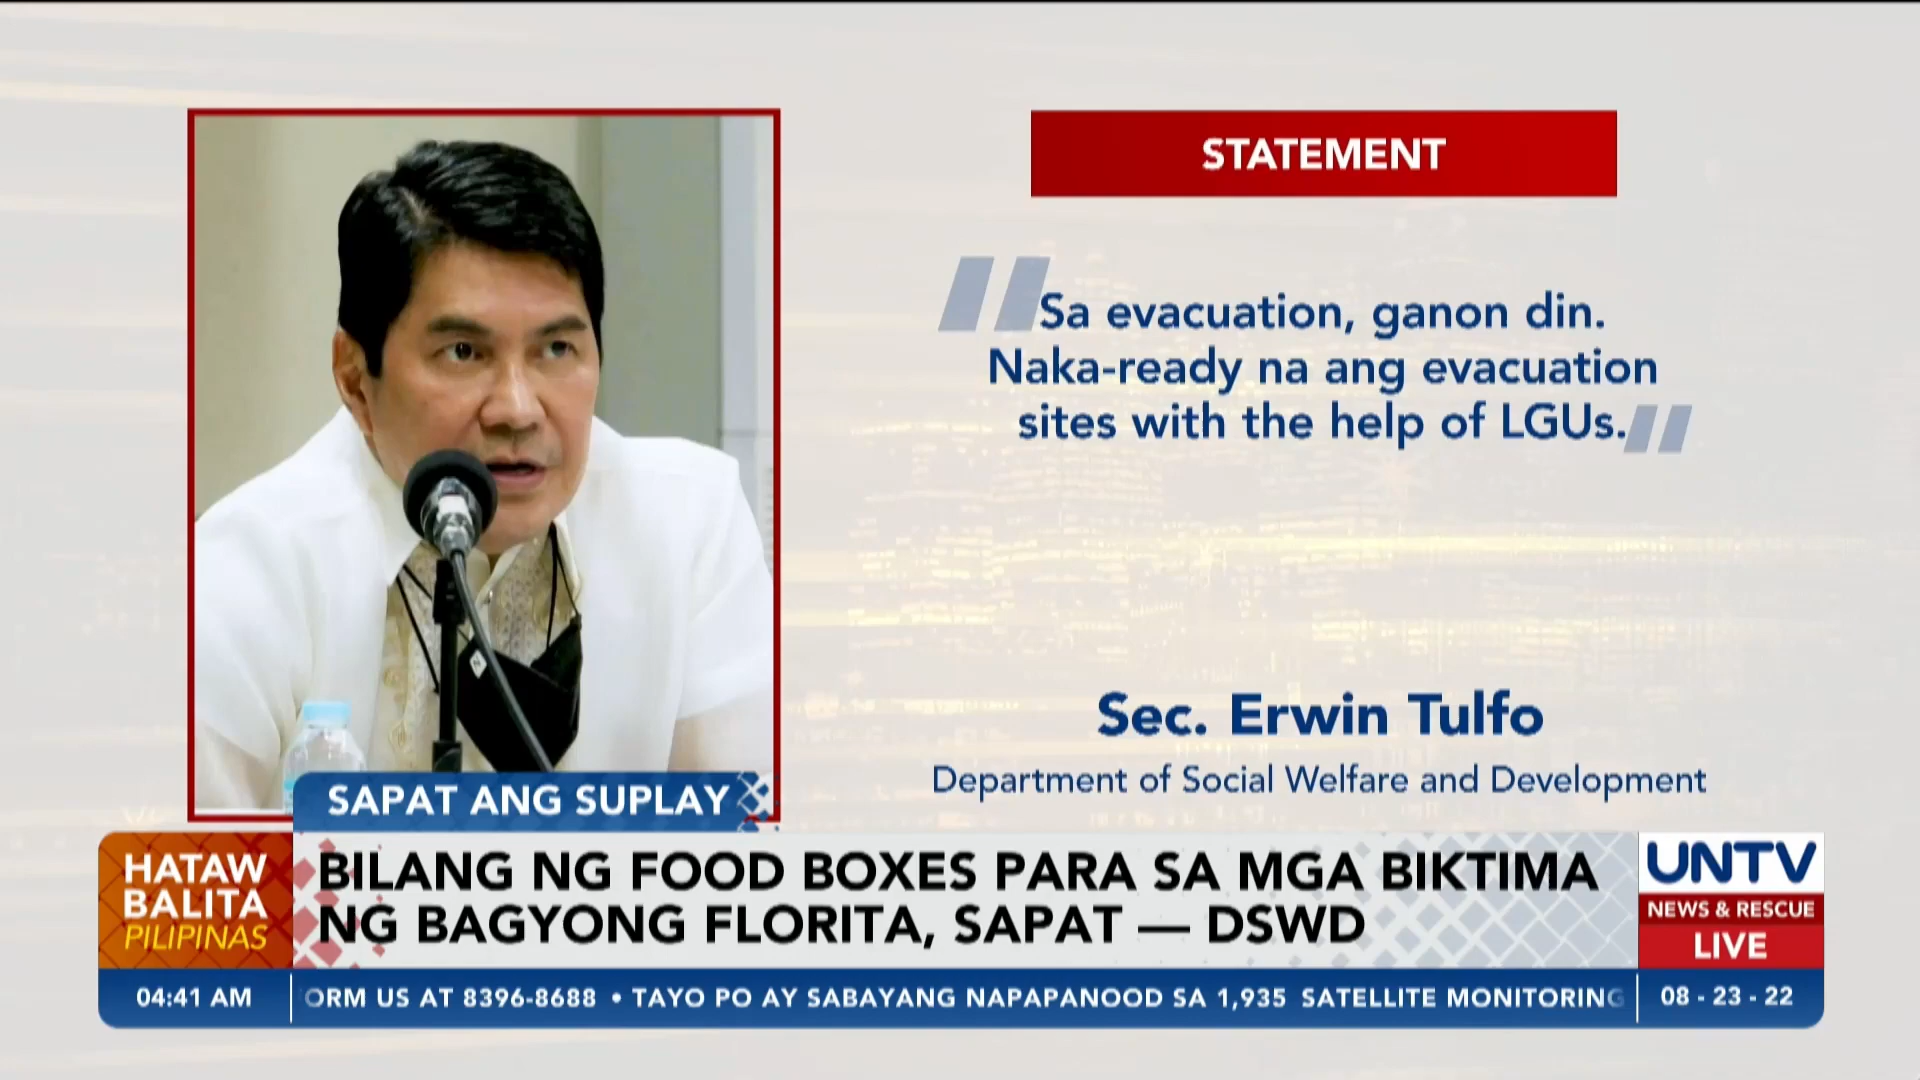 STATEMENT
"Sa evacuation, ganon din.
Naka-ready na ang evacuation
sites with the help of LGUs."
Sec. Erwin Tulfo
Department of Social Welfare and Development
SAPAT ANG SUPLAY
HATAW
BALITA
PILIPINAS
BILANG NG FOOD BOXES PARA SA MGA BIKTIMA
NG BAGYONG FLORITA, SAPAT — DSWD
UNTV
NEWS & RESCUE
LIVE
04:41 AM
ORM US AT 8396-8688 • TAYO PO AY SABAYANG NAPAPANOOD SA 1,935 SATELLITE MONITORING
08 - 23 - 22